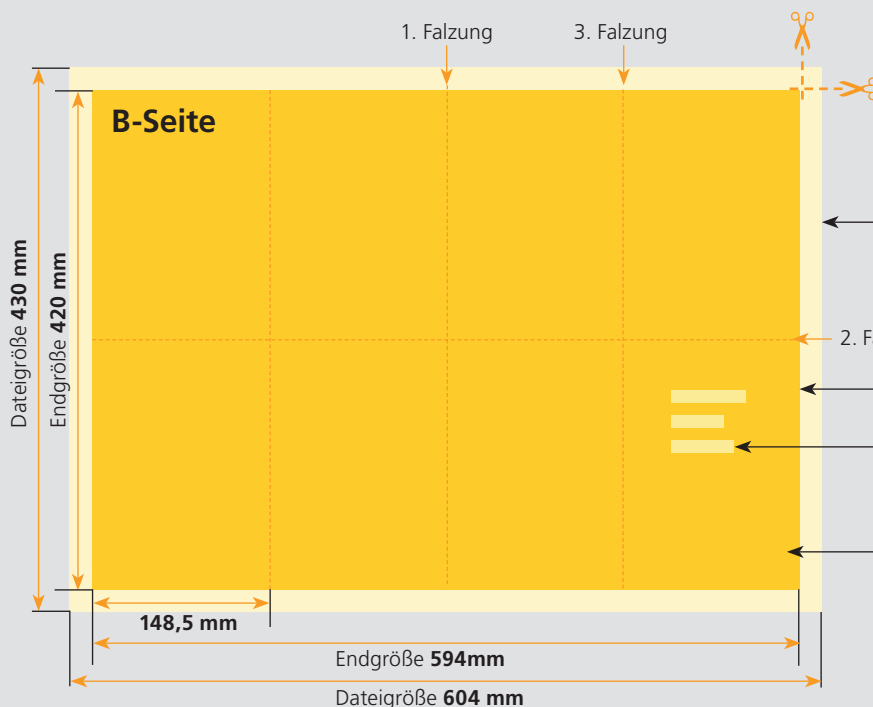 1. Falzung
3. Falzung
B-Seite
Dateigröße 430 mm
Endgröße 420 mm
2. Fa
148,5 mm
Endgröße 594mm
Dateigröße 604 mm